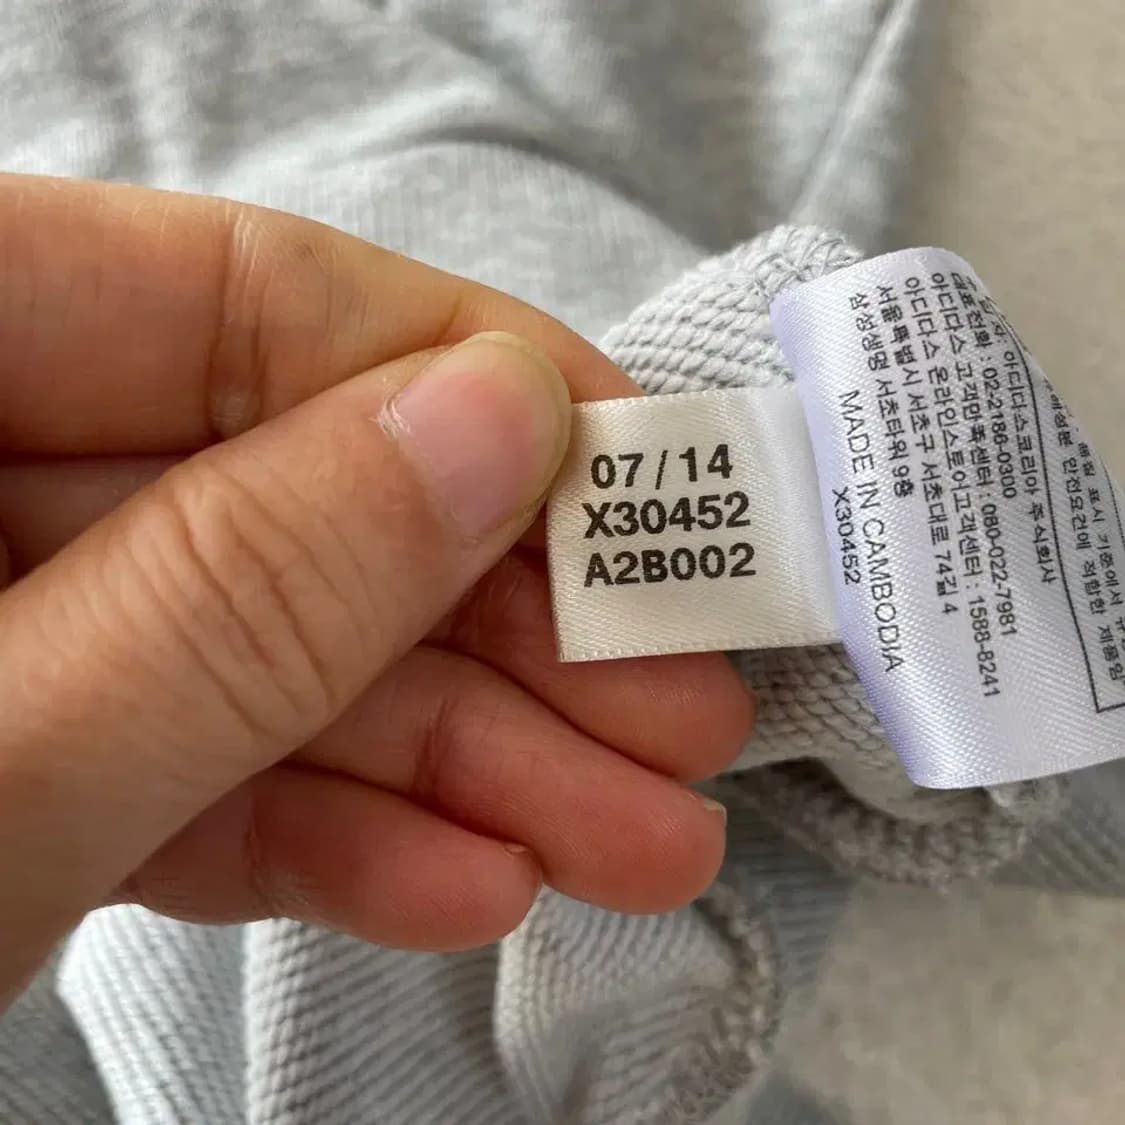 07/14
X30452
A2B002
아디다스코리아 주식회사
대표전화 : 02-2186-0300
아디다스 고객만족센터 : 080-022-7981
아디다스 온라인스토어고객센터 : 1588-8241
서울특별시 서초구 서초대로 74길 4
삼성생명 서초타워 9층
MADE IN CAMBODIA
X30452